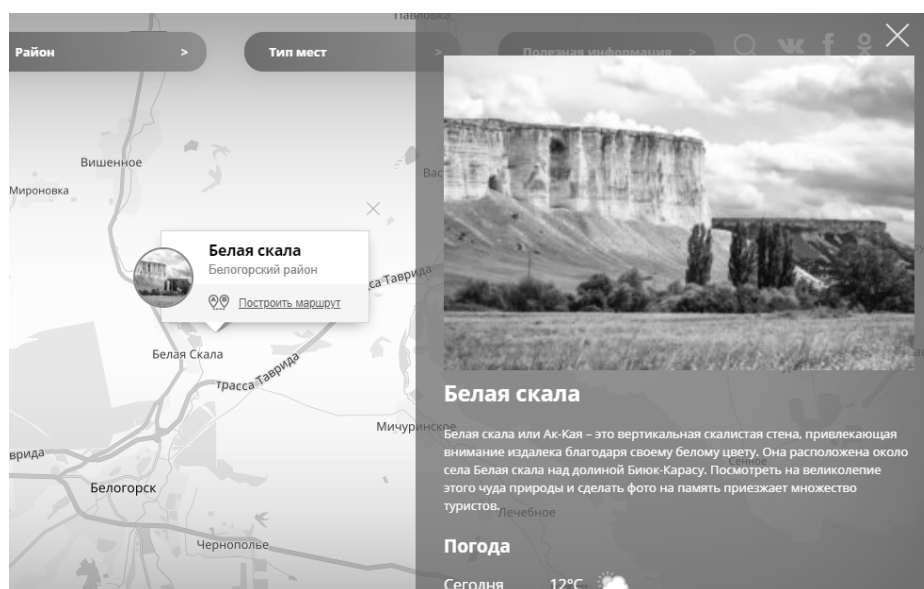 Павловка
Район >
Тип мест >
Полезная информация >
Вишенное
Мироновка
Вас
Белая скала
Белогорский район
Построить маршрут
са Таврида
Белая Скала
трасса Таврида
Мичуринское
врида
Белогорск
Чернополье
Белая скала
Белая скала или Ак-Кая – это вертикальная скалистая стена, привлекающая
внимание издалека благодаря своему белому цвету. Она расположена около
села Белая скала над долиной Биюк-Карасу. Посмотреть на великолепие
этого чуда природы и сделать фото на память приезжает множество
туристов.
Сенное
Лечебное
Погода
Сегодня 12°C